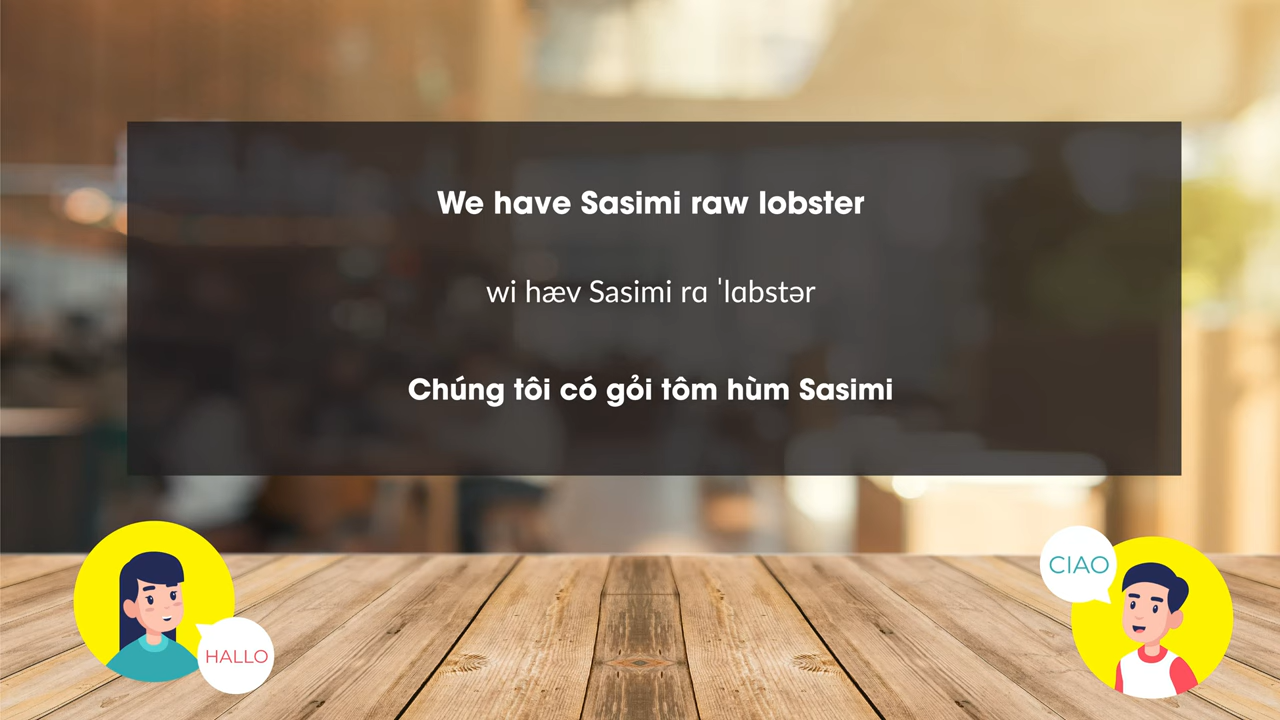 We have Sasimi raw lobster
wi hæv Sasimi rɑ ˈlɑbstər
Chúng tôi có gỏi tôm hùm Sasimi
CIAO
HALLO